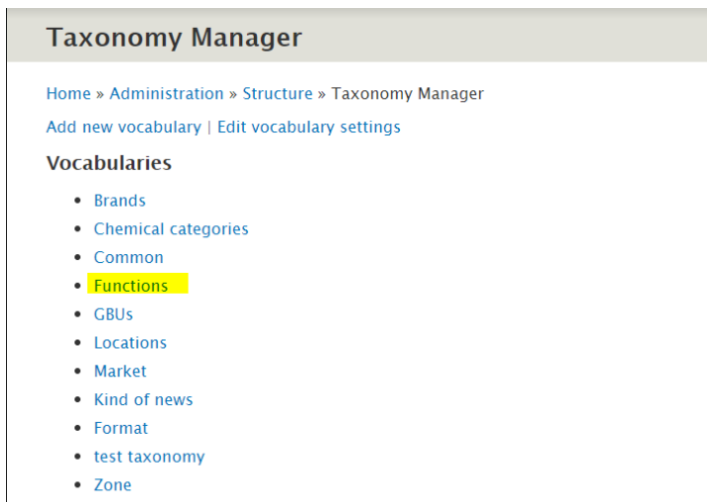 Taxonomy Manager
Home » Administration » Structure » Taxonomy Manager
Add new vocabulary | Edit vocabulary settings
Vocabularies
• Brands
• Chemical categories
• Common
• Functions
• GBUs
• Locations
• Market
• Kind of news
• Format
• test taxonomy
• Zone